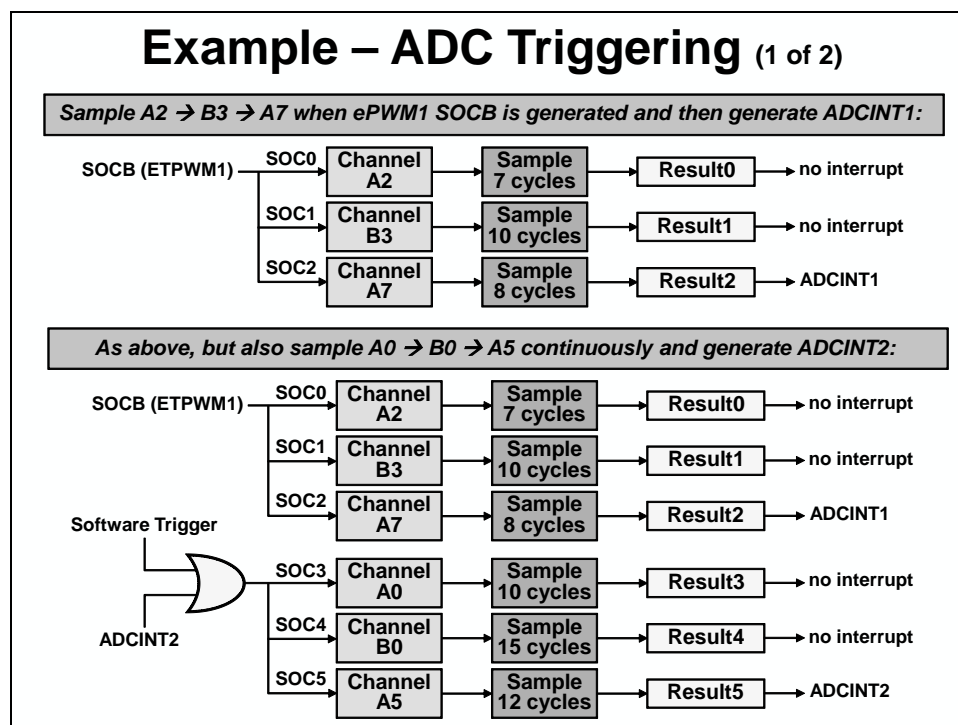 Example – ADC Triggering (1 of 2)
Sample A2 → B3 → A7 when ePWM1 SOCB is generated and then generate ADCINT1:
SOCB (ETPWM1)
SOC0
Channel
A2
Sample
7 cycles
Result0
no interrupt
SOC1
Channel
B3
Sample
10 cycles
Result1
no interrupt
SOC2
Channel
A7
Sample
8 cycles
Result2
ADCINT1
As above, but also sample A0 → B0 → A5 continuously and generate ADCINT2:
SOCB (ETPWM1)
SOC0
Channel
A2
Sample
7 cycles
Result0
no interrupt
SOC1
Channel
B3
Sample
10 cycles
Result1
no interrupt
SOC2
Channel
A7
Sample
8 cycles
Result2
ADCINT1
Software Trigger
ADCINT2
SOC3
Channel
A0
Sample
10 cycles
Result3
no interrupt
SOC4
Channel
B0
Sample
15 cycles
Result4
no interrupt
SOC5
Channel
A5
Sample
12 cycles
Result5
ADCINT2